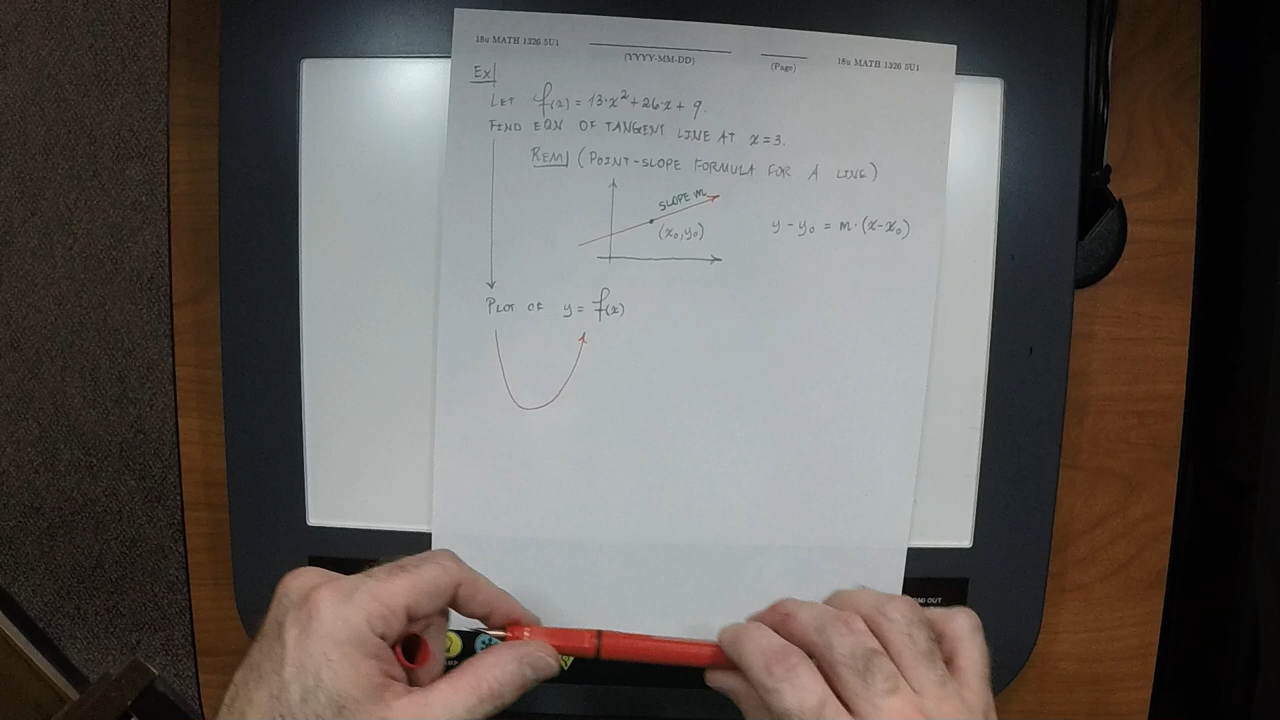 18u MATH 1326 5U1
(YYYY-MM-DD)
(Page)
18u MATH 1326 5U1
Ex
LET f(x) = 13·x² + 26·x + 9.
FIND EQN OF TANGENT LINE AT x=3.
REM (POINT-SLOPE FORMULA FOR A LINE)
SLOPE m
(x₀,y₀)
y - y₀ = m·(x-x₀)
PLOT OF y = f(x)